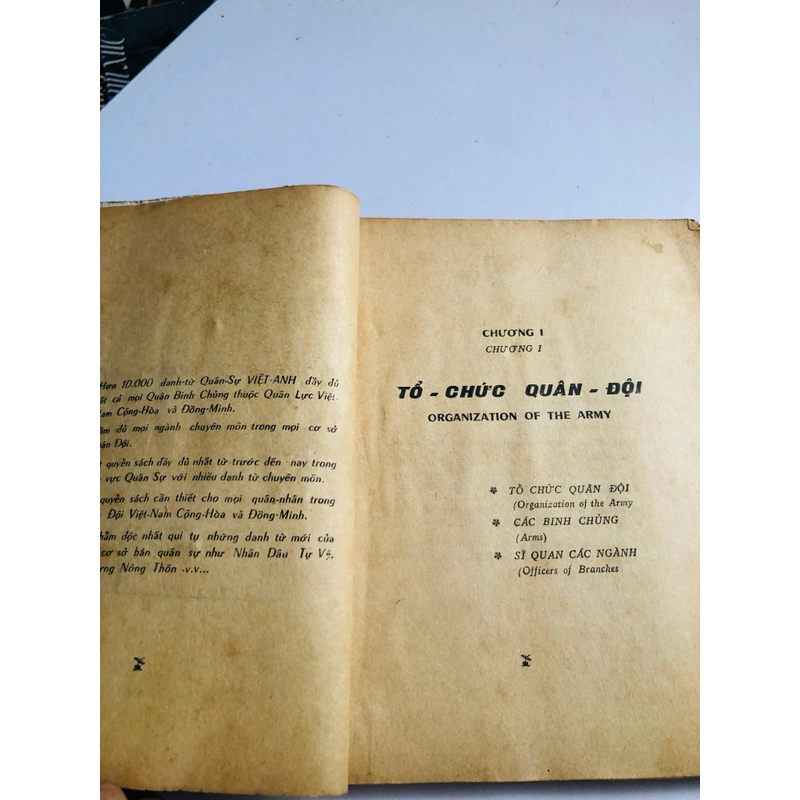 Hơn 10.000 danh-từ Quân-Sự VIỆT-ANH đầy đủ
cả mọi Quân Binh Chủng thuộc Quân Lực Việt-
Cộng-Hòa và Đồng-Minh.
đủ mọi ngành chuyên môn trong mọi cơ sở
Đội.
quyển sách đầy đủ nhất từ trước đến nay trong
vực Quân Sự với nhiều danh từ chuyên môn.
quyển sách cần thiết cho mọi quân-nhân trong
Đội Việt-Nam Cộng-Hòa và Đồng-Minh.
độc nhất qui tụ những danh từ mới của
cơ sở bán quân sự như Nhân Dân Tự Vệ,
Nông Thôn .v.v...
CHƯƠNG I
CHƯƠNG I
TỔ - CHỨC QUÂN - ĐỘI
ORGANIZATION OF THE ARMY
TỔ CHỨC QUÂN ĐỘI
(Organization of the Army
CÁC BINH CHỦNG
(Arms)
SĨ QUAN CÁC NGÀNH
(Officers of Branches